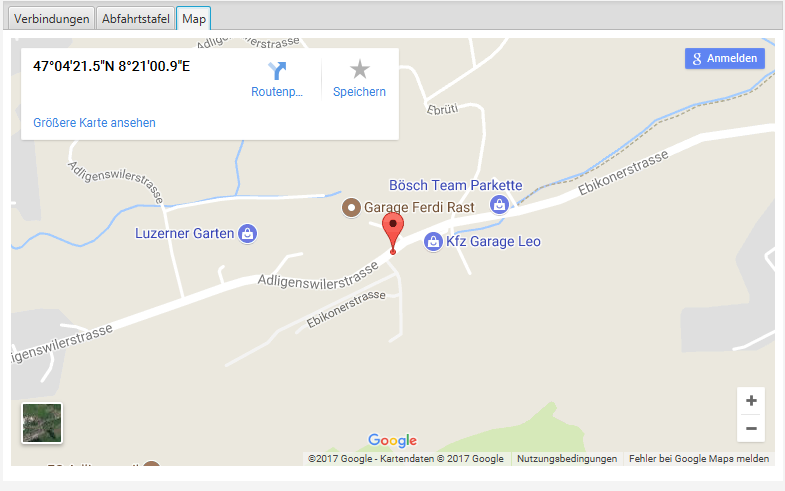 Verbindungen
Abfahrtstafel
Map
47°04'21.5"N 8°21'00.9"E
Routenp...
Speichern
Größere Karte ansehen
Anmelden
Adligenswilerstrasse
Ebrüti
Adligenswilerstrasse
Ebikonerstrasse
Bösch Team Parkette
Garage Ferdi Rast
Luzerner Garten
Kfz Garage Leo
Adligenswilerstrasse
Ebikonerstrasse
Google
©2017 Google - Kartendaten © 2017 Google
Nutzungsbedingungen
Fehler bei Google Maps melden